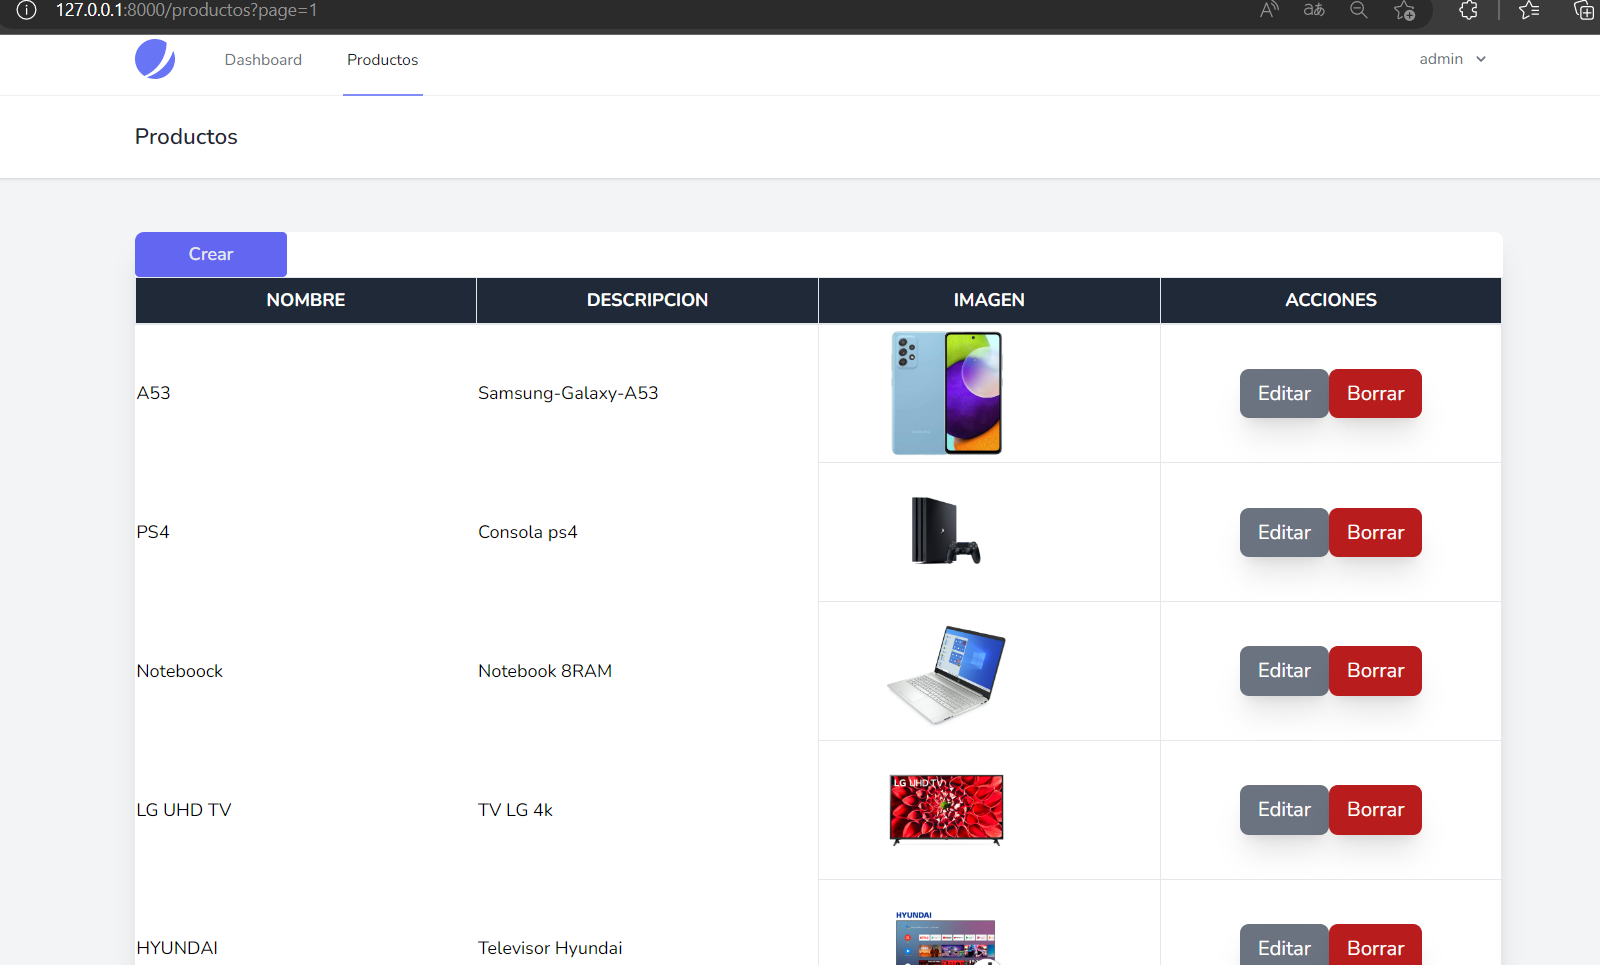 127.0.0.1:8000/productos?page=1
Dashboard Productos admin
Productos
Crear
NOMBRE DESCRIPCION IMAGEN ACCIONES
A53 Samsung-Galaxy-A53 Editar Borrar
PS4 Consola ps4 Editar Borrar
Noteboock Notebook 8RAM Editar Borrar
LG UHD TV
LG UHD TV TV LG 4k Editar Borrar
HYUNDAI
HYUNDAI Televisor Hyundai Editar Borrar